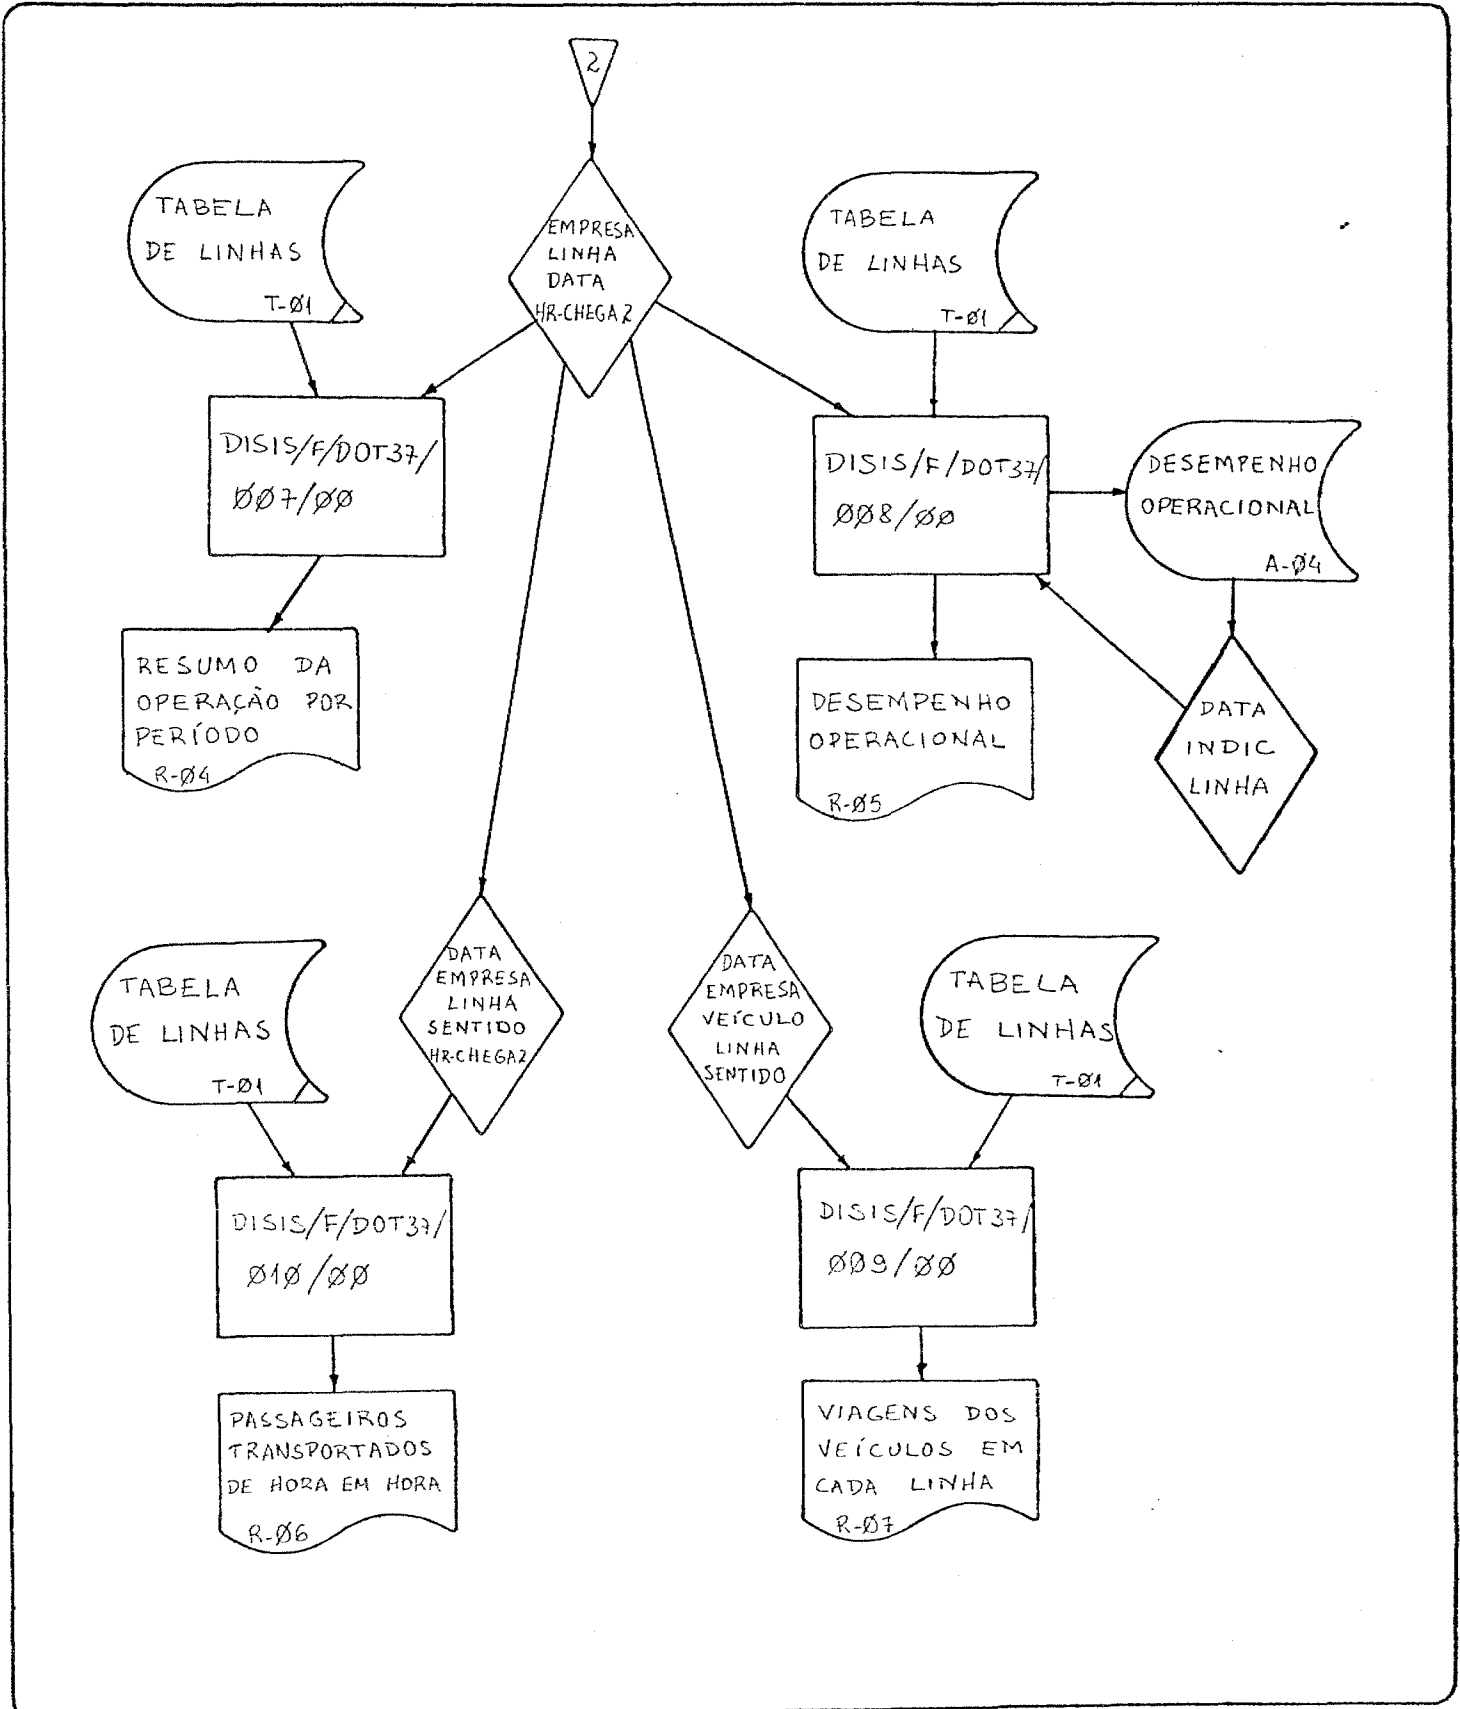 2
TABELA
DE LINHAS
T-Ø1
EMPRESA
LINHA
DATA
HR-CHEGA2
TABELA
DE LINHAS
T-Ø1
DISIS/F/DOT37/
ØØ7/ØØ
DISIS/F/DOT37/
ØØ8/ØØ
DESEMPENHO
OPERACIONAL
A-Ø4
RESUMO DA
OPERAÇÃO POR
PERÍODO
R-Ø4
DESEMPENHO
OPERACIONAL
R-Ø5
DATA
INDIC
LINHA
TABELA
DE LINHAS
T-Ø1
DATA
EMPRESA
LINHA
SENTIDO
HR-CHEGA2
DATA
EMPRESA
VEÍCULO
LINHA
SENTIDO
TABELA
DE LINHAS
T-Ø1
DISIS/F/DOT37/
Ø1Ø/ØØ
DISIS/F/DOT37/
ØØ9/ØØ
PASSAGEIROS
TRANSPORTADOS
DE HORA EM HORA
R-Ø6
VIAGENS DOS
VEÍCULOS EM
CADA LINHA
R-Ø7